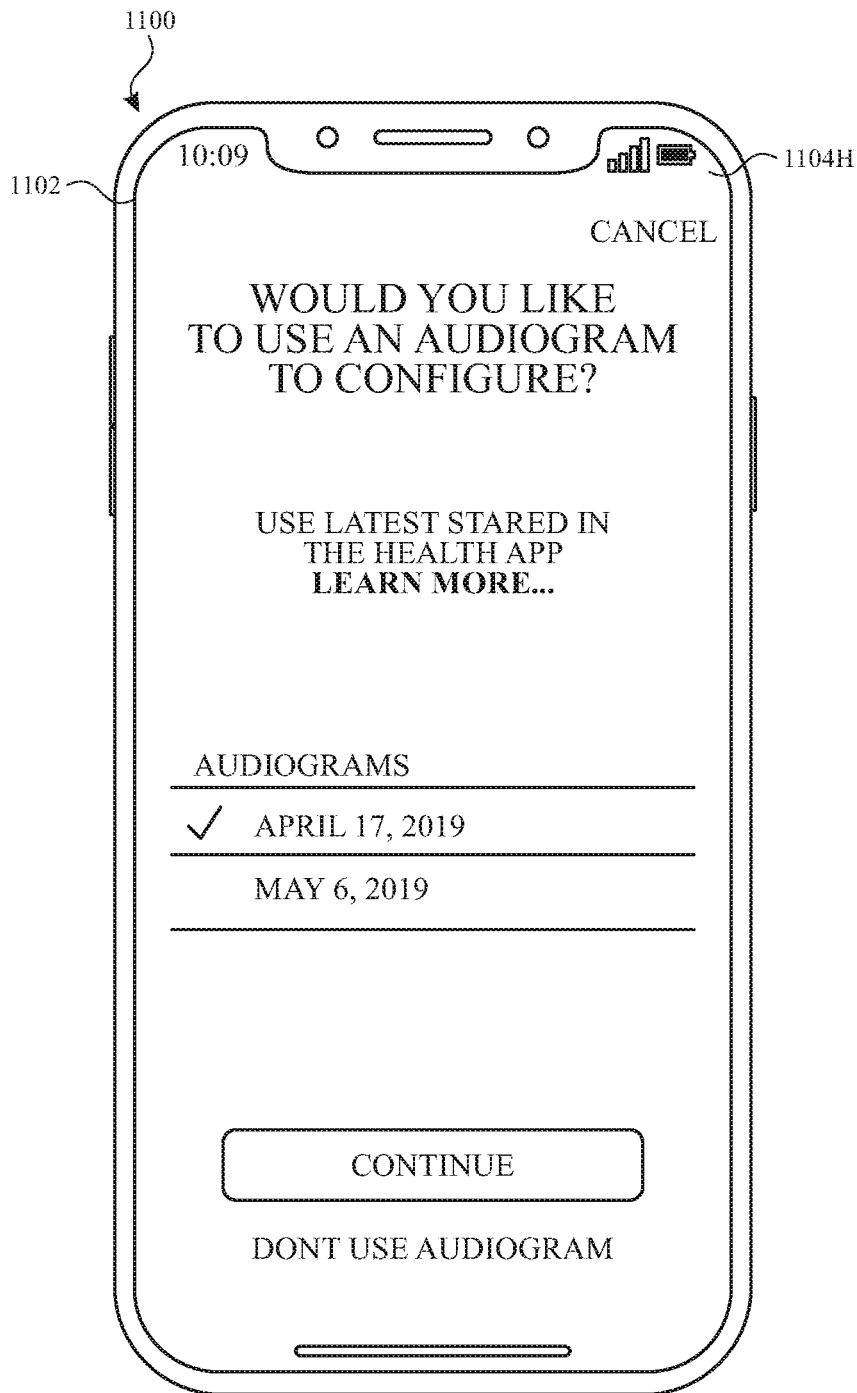 1100
10:09
1102
1104H
CANCEL
WOULD YOU LIKE
TO USE AN AUDIOGRAM
TO CONFIGURE?
USE LATEST STARED IN
THE HEALTH APP
LEARN MORE...
AUDIOGRAMS
APRIL 17, 2019
MAY 6, 2019
CONTINUE
DONT USE AUDIOGRAM